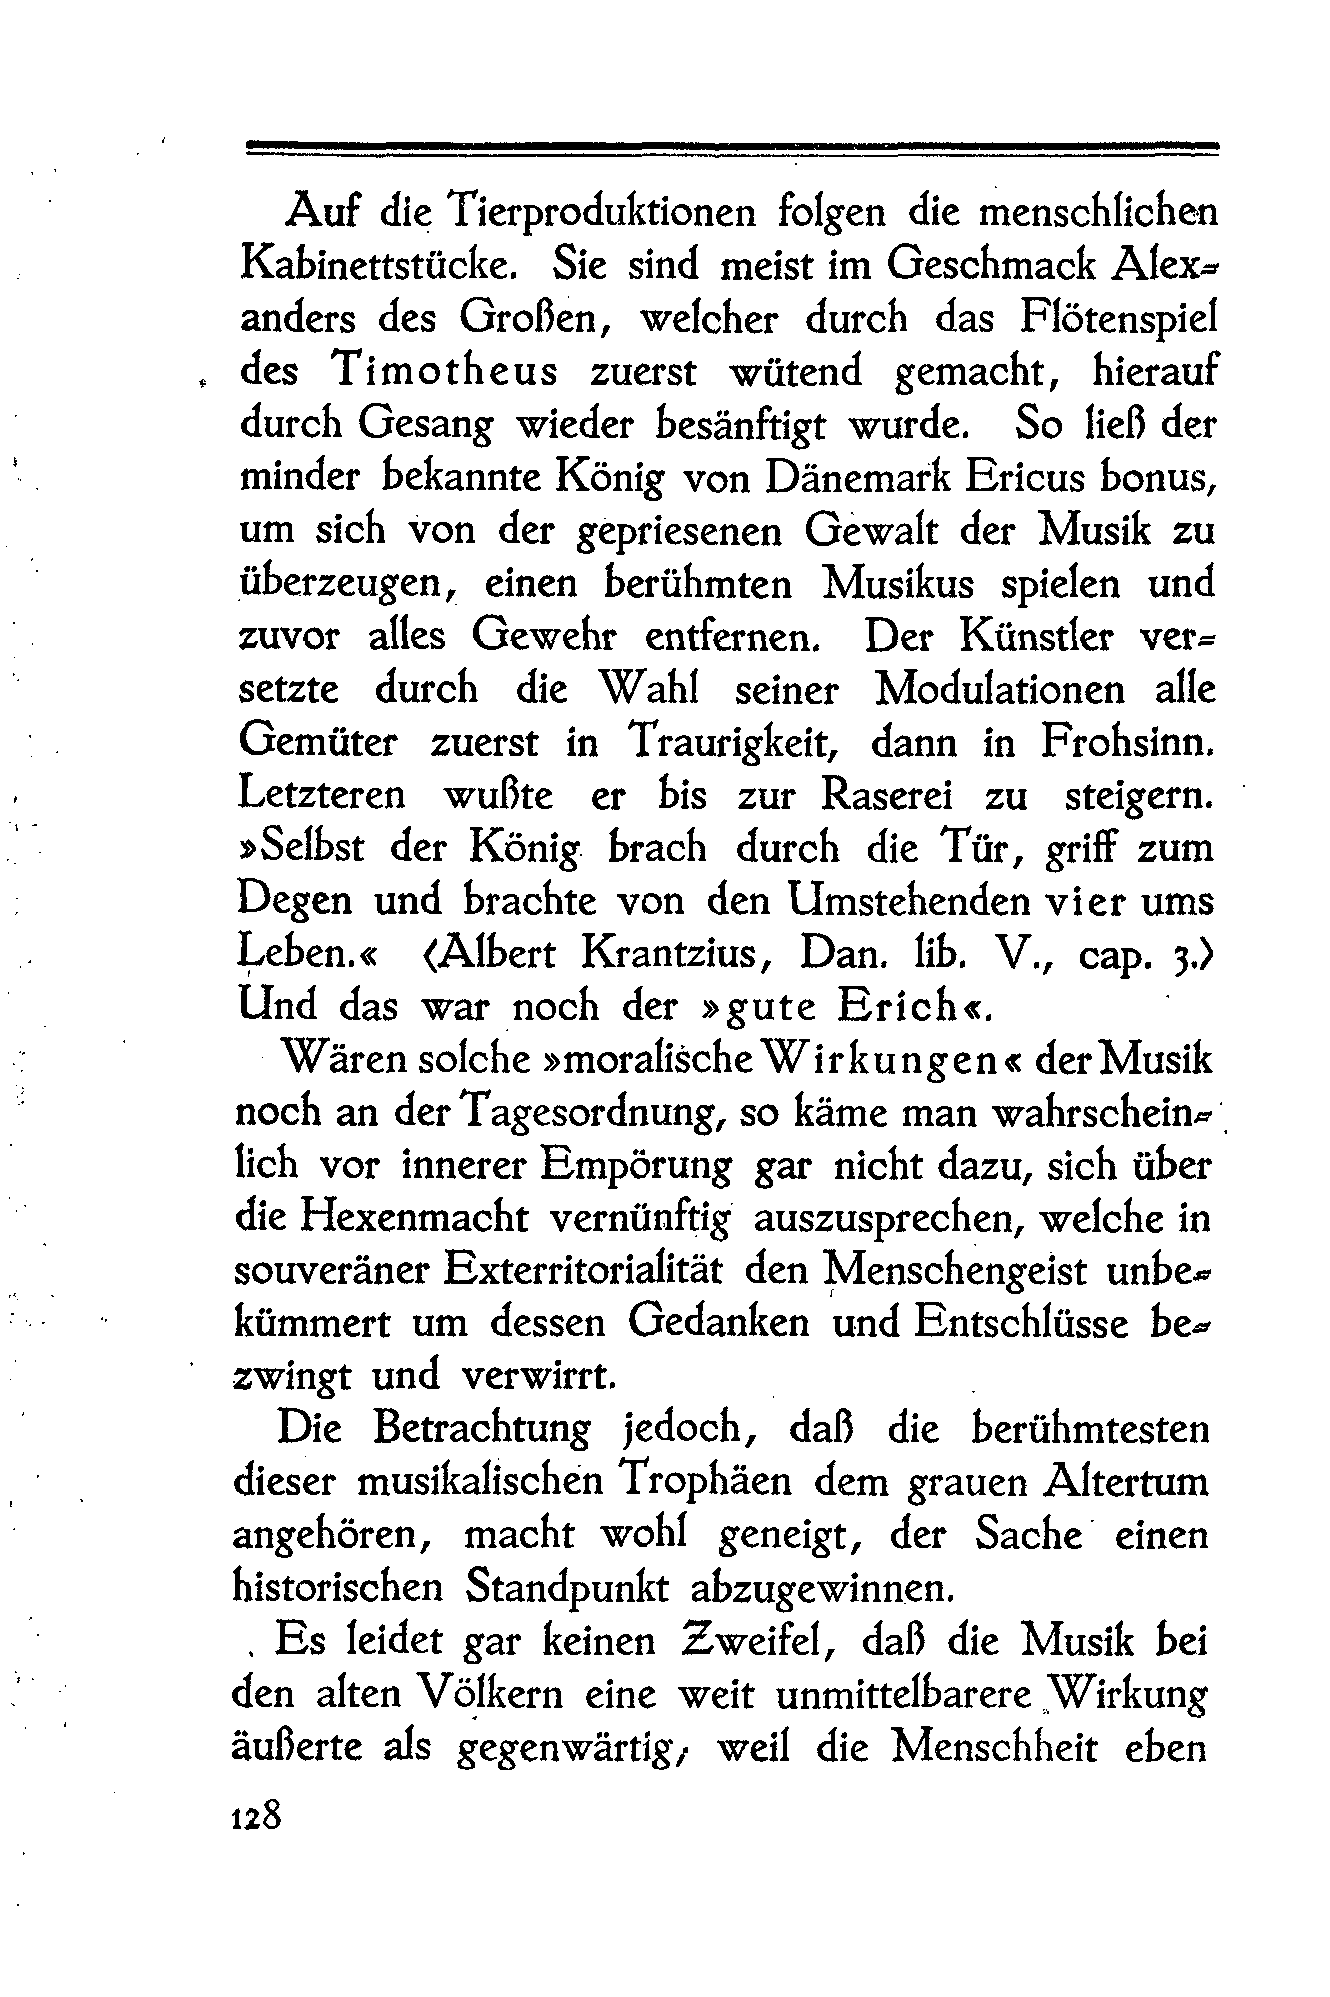 Auf die Tierproduktionen folgen die menschlichen
Kabinettstücke. Sie sind meist im Geschmack Alex-
anders des Großen, welcher durch das Flötenspiel
des Timotheus zuerst wütend gemacht, hierauf
durch Gesang wieder besänftigt wurde. So ließ der
minder bekannte König von Dänemark Ericus bonus,
um sich von der gepriesenen Gewalt der Musik zu
überzeugen, einen berühmten Musikus spielen und
zuvor alles Gewehr entfernen. Der Künstler ver-
setzte durch die Wahl seiner Modulationen alle
Gemüter zuerst in Traurigkeit, dann in Frohsinn.
Letzteren wußte er bis zur Raserei zu steigern.
»Selbst der König brach durch die Tür, griff zum
Degen und brachte von den Umstehenden vier ums
Leben.« (Albert Krantzius, Dan. lib. V., cap. 3.)
Und das war noch der »gute Erich«.
Wären solche »moralische Wirkungen« der Musik
noch an der Tagesordnung, so käme man wahrschein-
lich vor innerer Empörung gar nicht dazu, sich über
die Hexenmacht vernünftig auszusprechen, welche in
souveräner Exterritorialität den Menschengeist unbe-
kümmert um dessen Gedanken und Entschlüsse be-
zwingt und verwirrt.
Die Betrachtung jedoch, daß die berühmtesten
dieser musikalischen Trophäen dem grauen Altertum
angehören, macht wohl geneigt, der Sache einen
historischen Standpunkt abzugewinnen.
Es leidet gar keinen Zweifel, daß die Musik bei
den alten Völkern eine weit unmittelbarere Wirkung
äußerte als gegenwärtig, weil die Menschheit eben
128